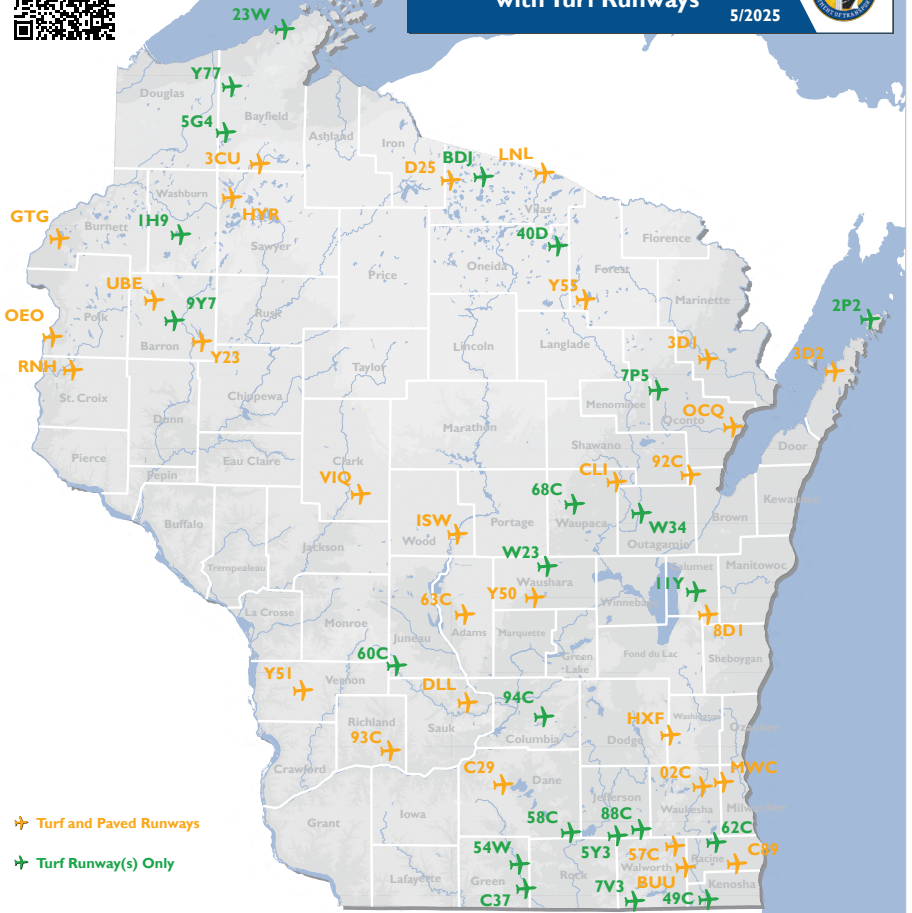 with Turf Runways
5/2025
23W
Y77
Douglas
Bayfield
5G4
Ashland
Iron
3CU
D25
BDJ
LNL
Washburn
HYR
Vilas
GTG
Burnett
1H9
Sawyer
40D
Florence
Price
Oneida
Forest
UBE
9Y7
Y55
Marinette
2P2
OEO
Polk
Rusk
Barron
Y23
Lincoln
Langlade
3D1
3D2
RNH
Taylor
7P5
St. Croix
Dunn
Chippewa
Menominee
OCQ
Oconto
Marathon
Shawano
Door
Pierce
Eau Claire
Clark
CLI
92C
Pepin
VIQ
68C
Kewaunee
Buffalo
ISW
Portage
Waupaca
W34
Brown
Wood
Outagamie
Jackson
W23
Trempealeau
Waushara
Calumet
Manitowoc
11Y
La Crosse
63C
Y50
Winnebago
Monroe
Juneau
Adams
Marquette
8D1
60C
Green
Lake
Fond du Lac
Sheboygan
Y51
Vernon
DLL
94C
Richland
Sauk
Columbia
Dodge
HXF
Washington
Ozaukee
93C
Crawford
C29
Dane
02C
MWC
Jefferson
Waukesha
Milwaukee
Grant
Iowa
58C
88C
62C
Turf and Paved Runways
Turf Runway(s) Only
54W
5Y3
57C
Racine
C89
Walworth
Lafayette
Green
Rock
7V3
BUU
Kenosha
C37
49C